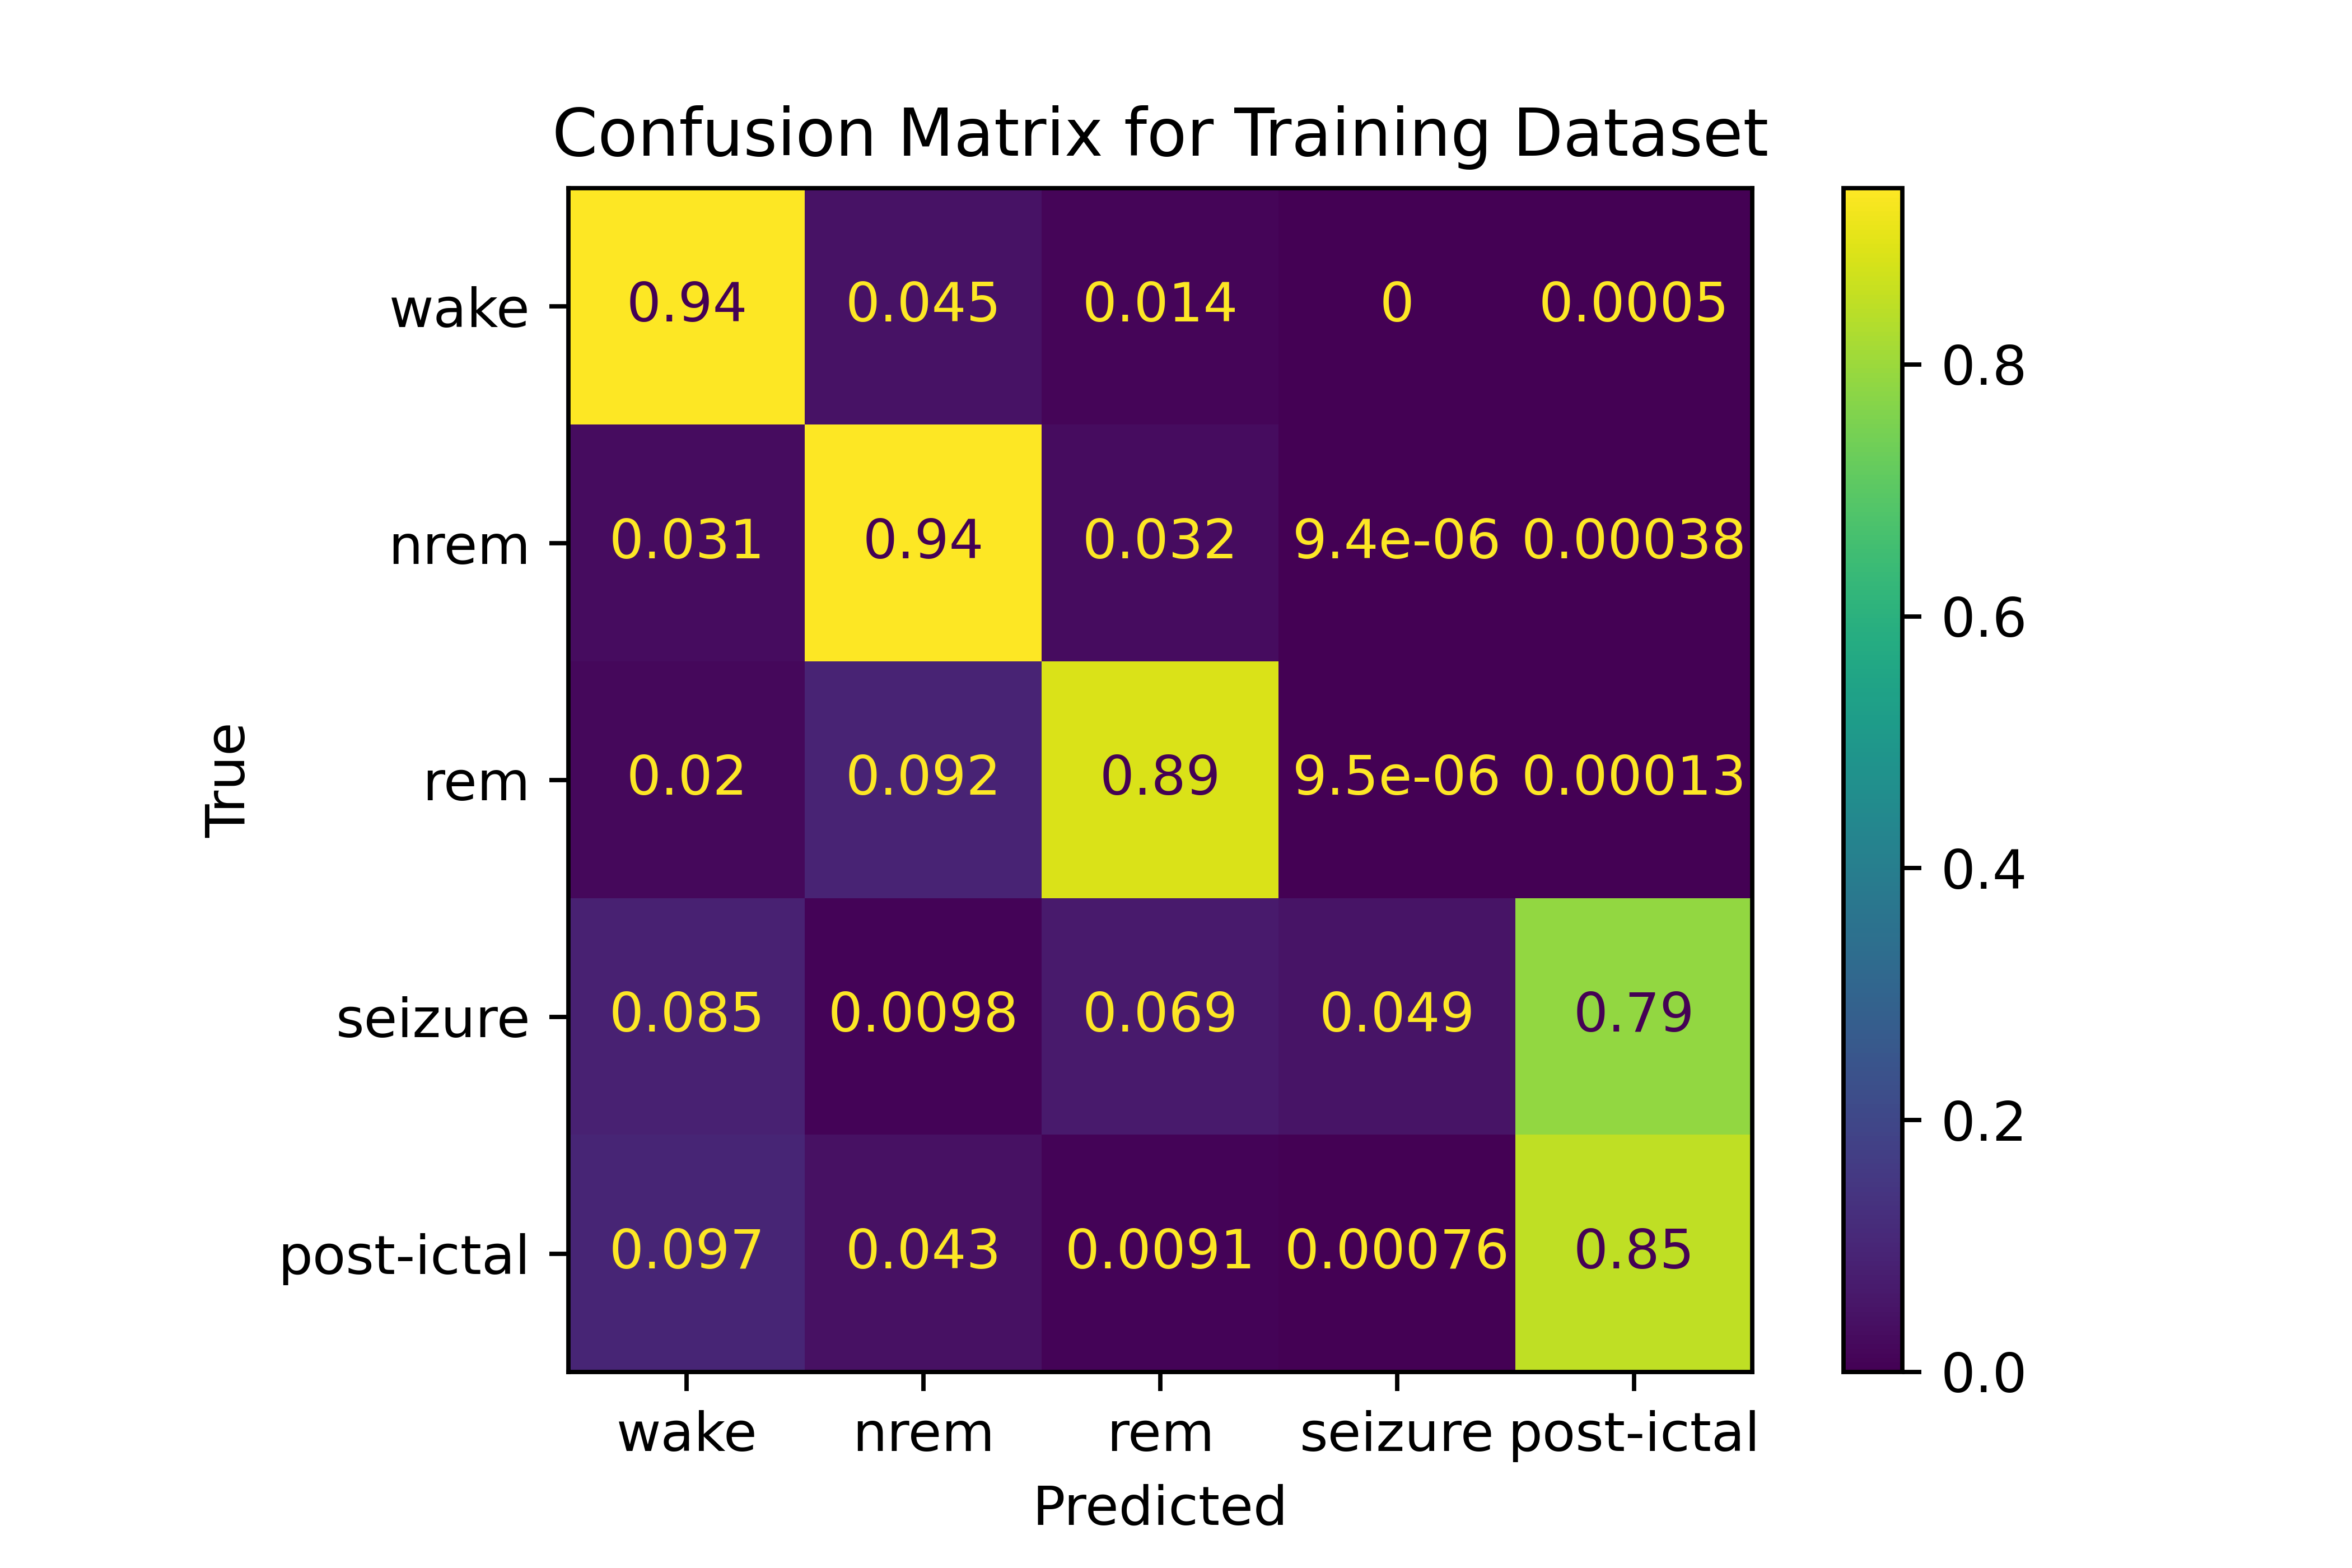 Confusion Matrix for Training Dataset
wake 0.94 0.045 0.014 0 0.0005
nrem 0.031 0.94 0.032 9.4e-06 0.00038
rem 0.02 0.092 0.89 9.5e-06 0.00013
seizure 0.085 0.0098 0.069 0.049 0.79
post-ictal 0.097 0.043 0.0091 0.00076 0.85
wake nrem rem seizure post-ictal
Predicted
True
0.8
0.6
0.4
0.2
0.0